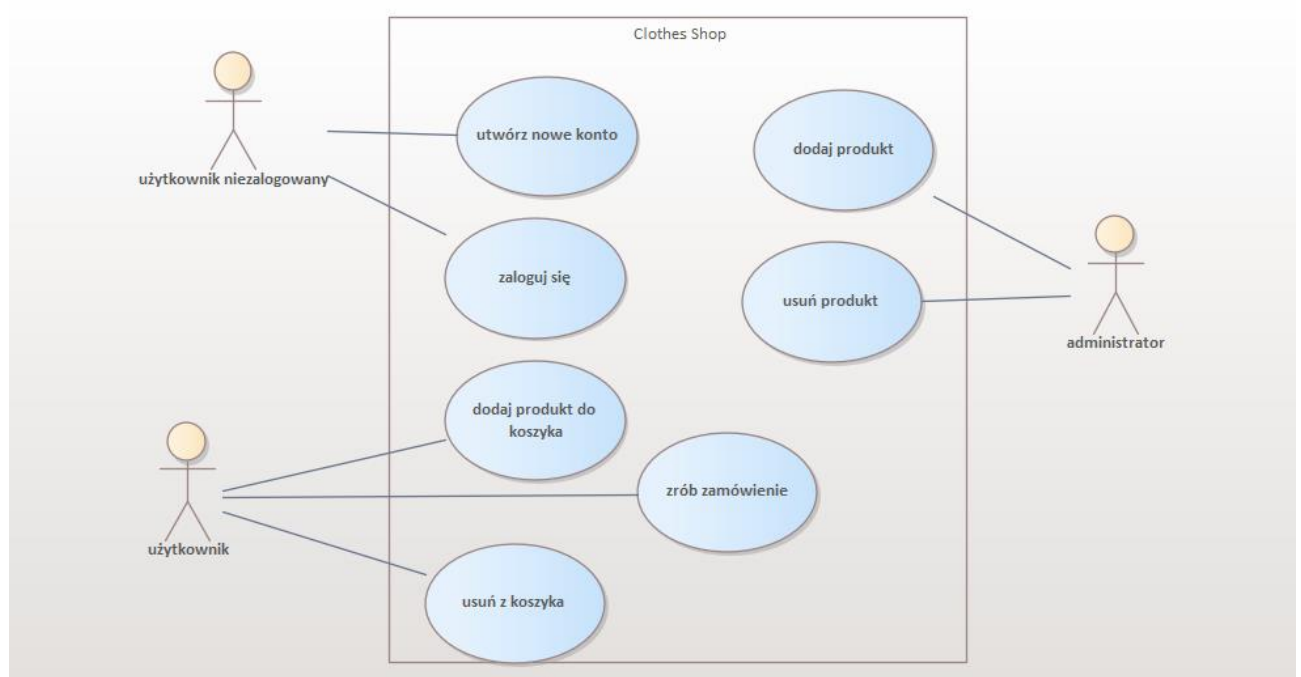 Clothes Shop
utwórz nowe konto
dodaj produkt
użytkownik niezalogowany
zaloguj się
usuń produkt
administrator
dodaj produkt do
koszyka
zrób zamówienie
użytkownik
usuń z koszyka